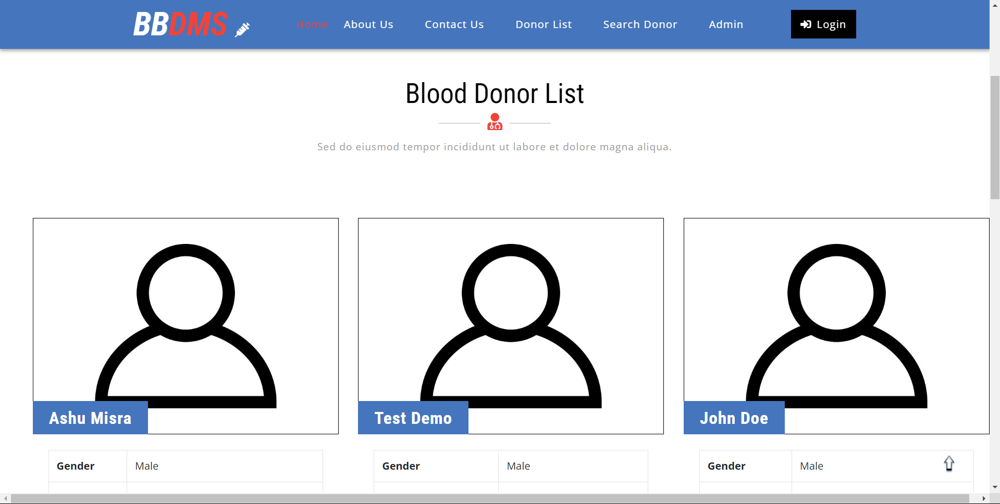 BBDMS Home About Us Contact Us Donor List Search Donor Admin Login
Blood Donor List
Sed do eiusmod tempor incididunt ut labore et dolore magna aliqua.
Ashu Misra Test Demo John Doe
Gender Male Gender Male Gender Male